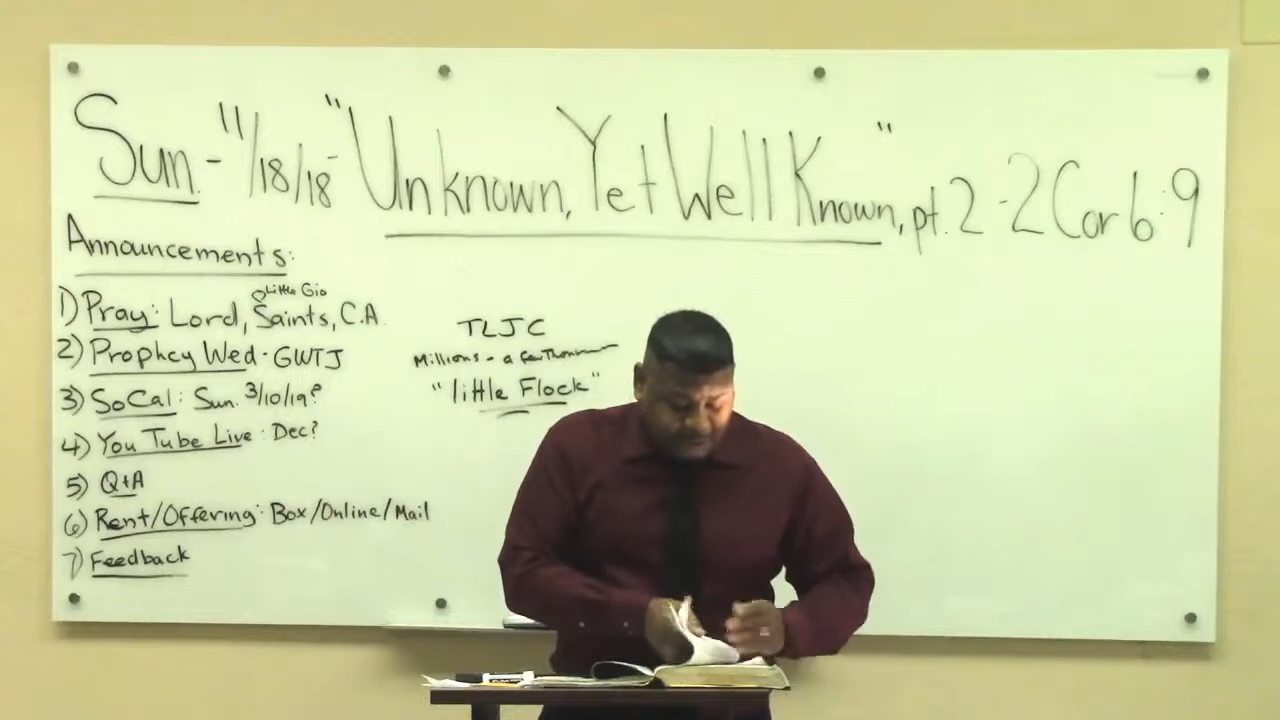 Sun. - 11/18/18 - "Unknown, Yet Well Known," pt. 2 - 2 Cor 6:9
Announcements:
Little Gio
1) Pray: Lord, Saints, C.A.
2) Prophcy Wed - GWTJ
3) SoCal: Sun. 3/10/19?
4) You Tube Live: Dec?
5) Q+A
6) Rent/Offering: Box/Online/Mail
7) Feedback
TLJC
Millions - a few
"little Flock"